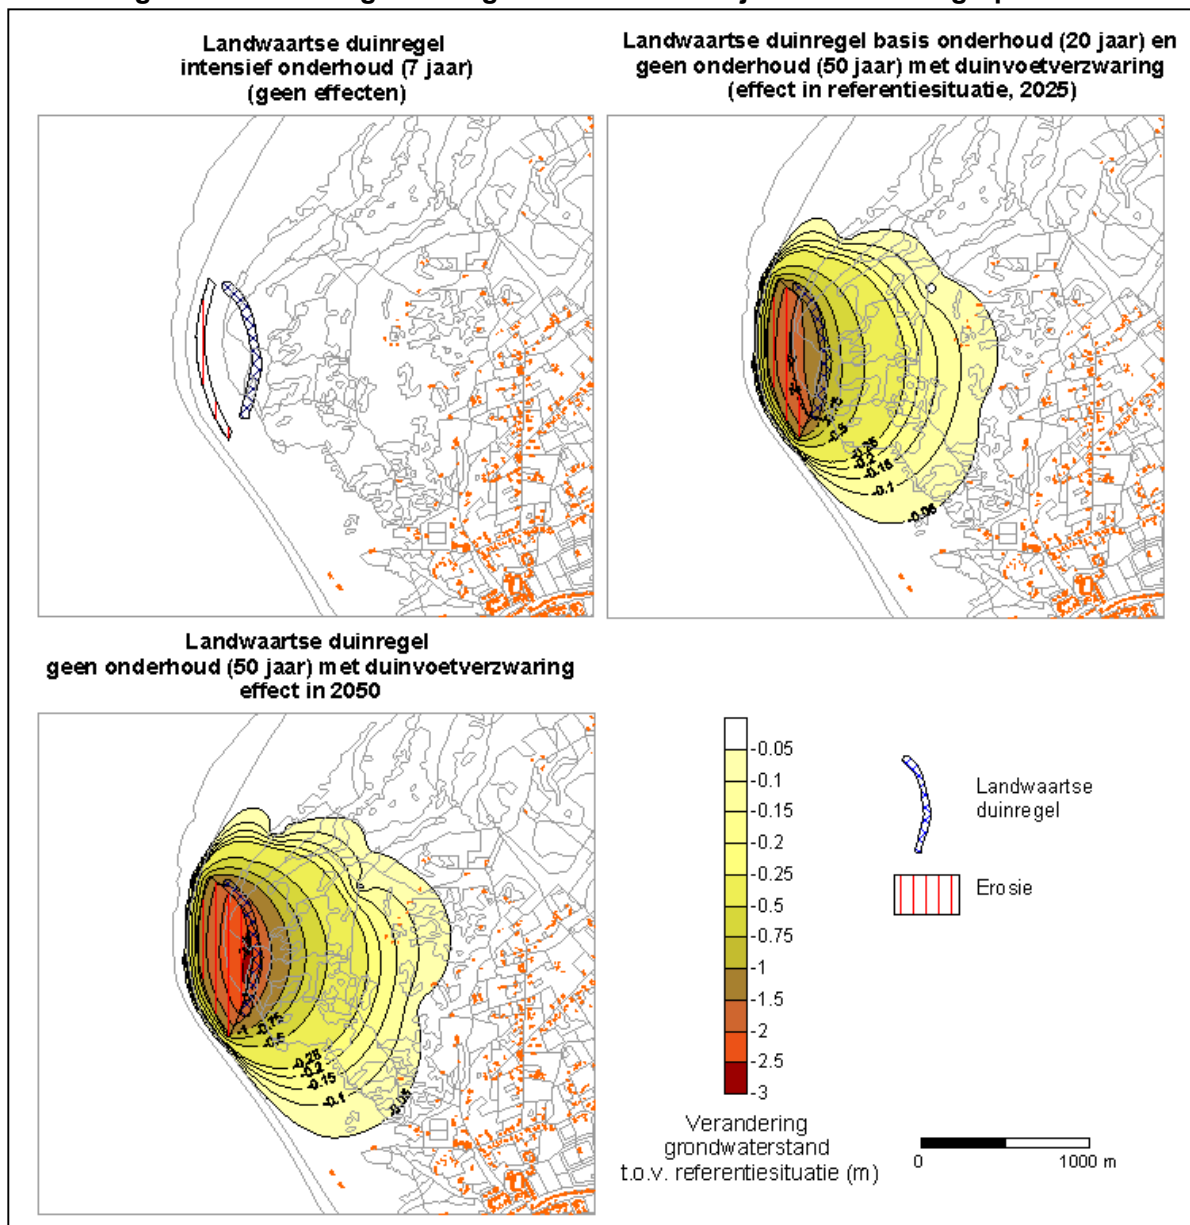 Landwaartse duinregel
intensief onderhoud (7 jaar)
(geen effecten)
Landwaartse duinregel basis onderhoud (20 jaar) en
geen onderhoud (50 jaar) met duinvoetverzwaring
(effect in referentiesituatie, 2025)
-0.5
-0.25
-0.2
-0.15
-0.1
-0.05
Landwaartse duinregel
geen onderhoud (50 jaar) met duinvoetverzwaring
effect in 2050
-1
-0.75
-0.5
-0.25
-0.2
-0.15
-0.1
-0.05
-0.05
-0.1
-0.15
-0.2
-0.25
-0.5
-0.75
-1
-1.5
-2
-2.5
-3
Landwaartse
duinregel
Erosie
Verandering
grondwaterstand
t.o.v. referentiesituatie (m)
0
1000 m